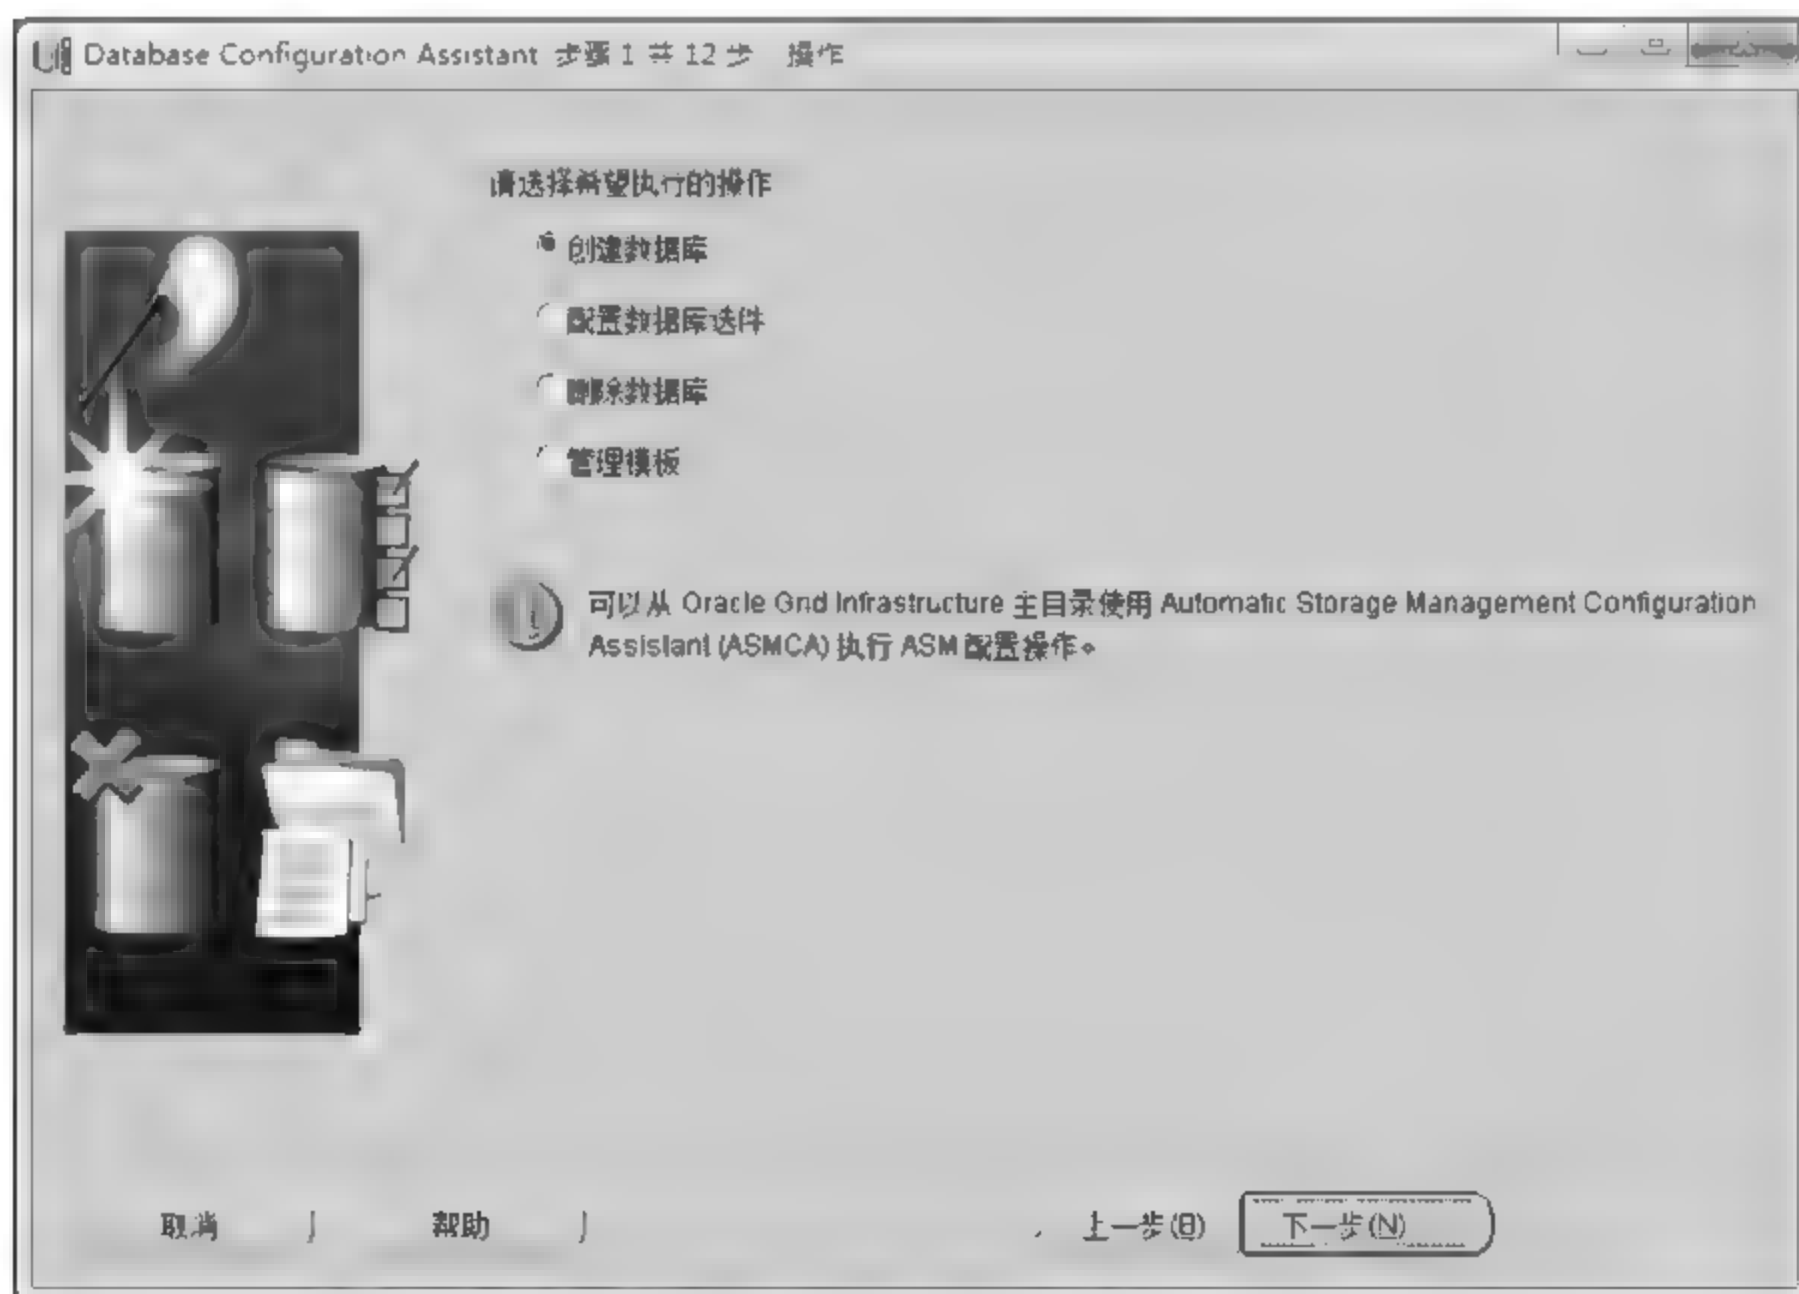 Database Configuration Assistant 步骤 1 共 12 步 操作
请选择希望执行的操作
创建数据库
配置数据库选件
删除数据库
管理模板
可以从 Oracle Grid Infrastructure 主目录使用 Automatic Storage Management Configuration
Assistant (ASMCA) 执行 ASM 配置操作。
取消
帮助
上一步(B)
下一步(N)